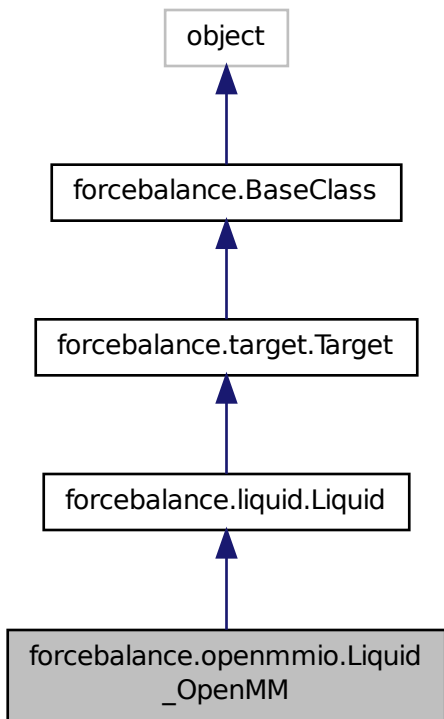 object
forcebalance.BaseClass
forcebalance.target.Target
forcebalance.liquid.Liquid
forcebalance.openmmio.Liquid
_OpenMM